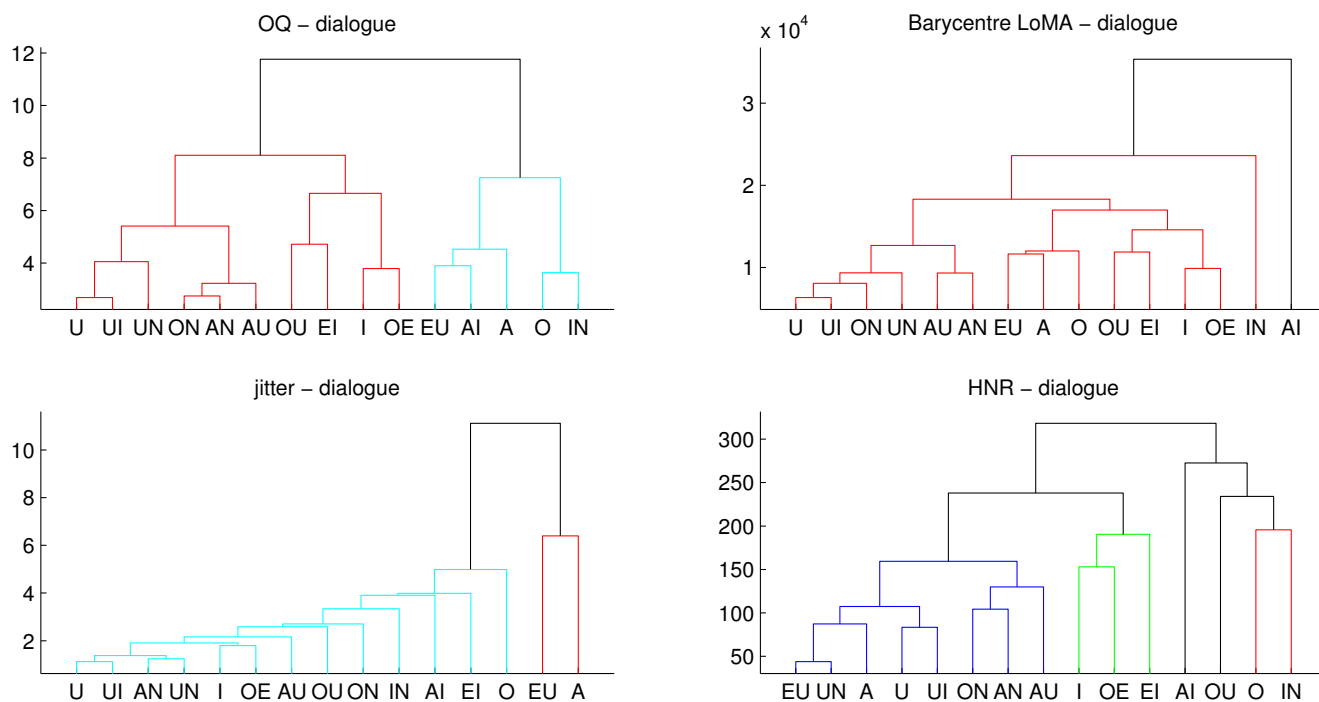 OQ – dialogue
12
10
8
6
4
U UI UN ON AN AU OU EI I OE EU AI A O IN
Barycentre LoMA – dialogue
x 10^4
3
2
1
U UI ON UN AU AN EU A O OU EI I OE IN AI
jitter – dialogue
10
8
6
4
2
U UI AN UN I OE AU OU ON IN AI EI O EU A
HNR – dialogue
300
250
200
150
100
50
EU UN A U UI ON AN AU I OE EI AI OU O IN